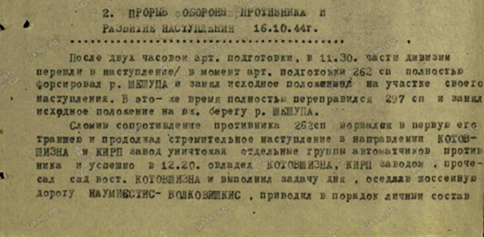 2. ПРОРЫВ ОБОРОНЫ ПРОТИВНИКА И
РАЗВИТИЕ НАСТУПЛЕНИЯ 16.10.44г.
После двух часовой арт. подготовки, в 11.30. части дивизии
перешли в наступление/ в момент арт. подготовки 262 сп полностью
форсировал р. ШЕШУПА и занял исходное положение на участке своего
наступления. В это-же время полностью переправился 297 сп и занял
исходное положение на берегу р. ШЕШУПА.
Сломив сопротивление противника 262сп ворвался в первую его
траншею и продолжал стремительное наступление в направлении КОТОВ-
ШИЗНА и КИРП завод уничтожая отдельные группы автоматчиков против
ника и успешно в 12.20. овладел КОТОВШИЗНА, КИРП заводом, проче-
сал сад вост. КОТОВШИЗНА и выполнил задачу дня, оседлав шоссейную
дорогу НАУМИЕСТИС- ВОЛКОВИШКИС, приводил в порядок личный состав